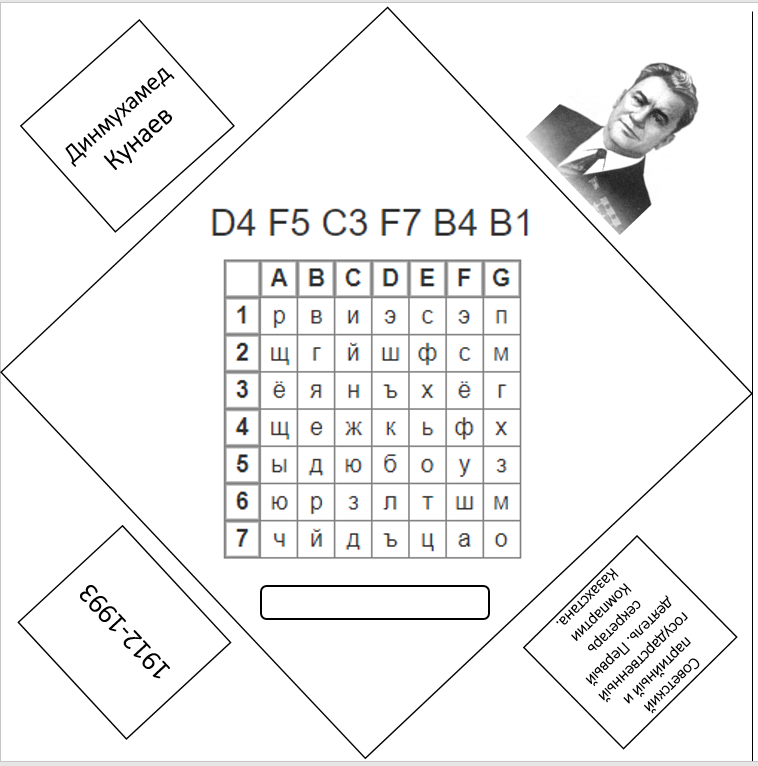 Динмухамед
Кунаев
D4 F5 C3 F7 B4 B1
A B C D E F G
1 р в и э с э п
2 щ г й ш ф с м
3 ё я н ъ х ё г
4 щ е ж к ь ф х
5 ы д ю б о у з
6 ю р з л т ш м
7 ч й д ъ ц а о
1912-1993
Советский
партийный и
государственный
деятель. Первый
секретарь
Компартии
Казахстана.